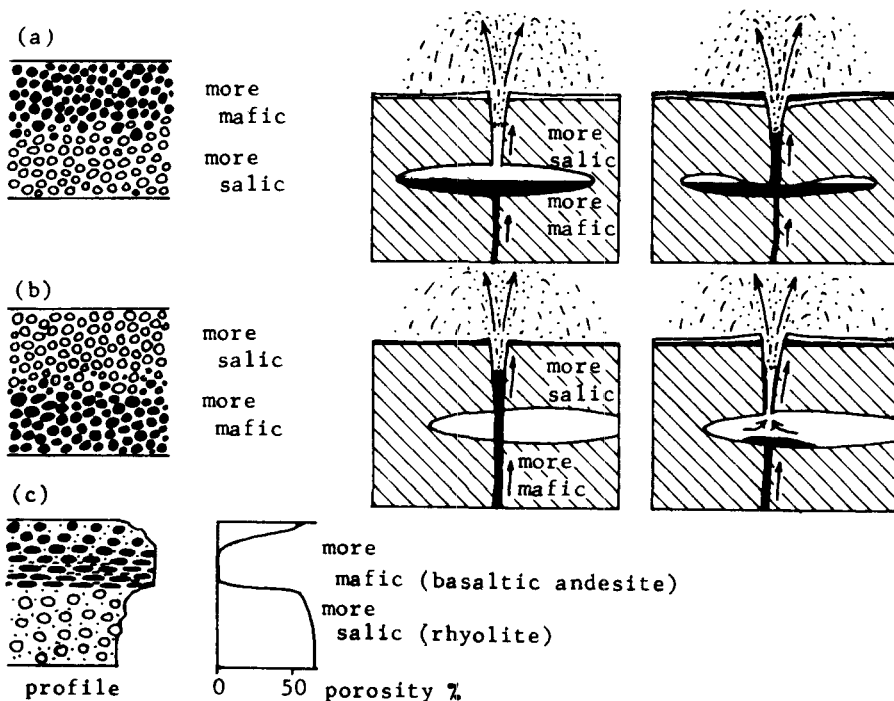 (a)
more
mafic
more
salic
more
salic
more
mafic
(b)
more
salic
more
mafic
more
salic
more
mafic
(c)
more
mafic (basaltic andesite)
more
salic (rhyolite)
profile
0
50
porosity %